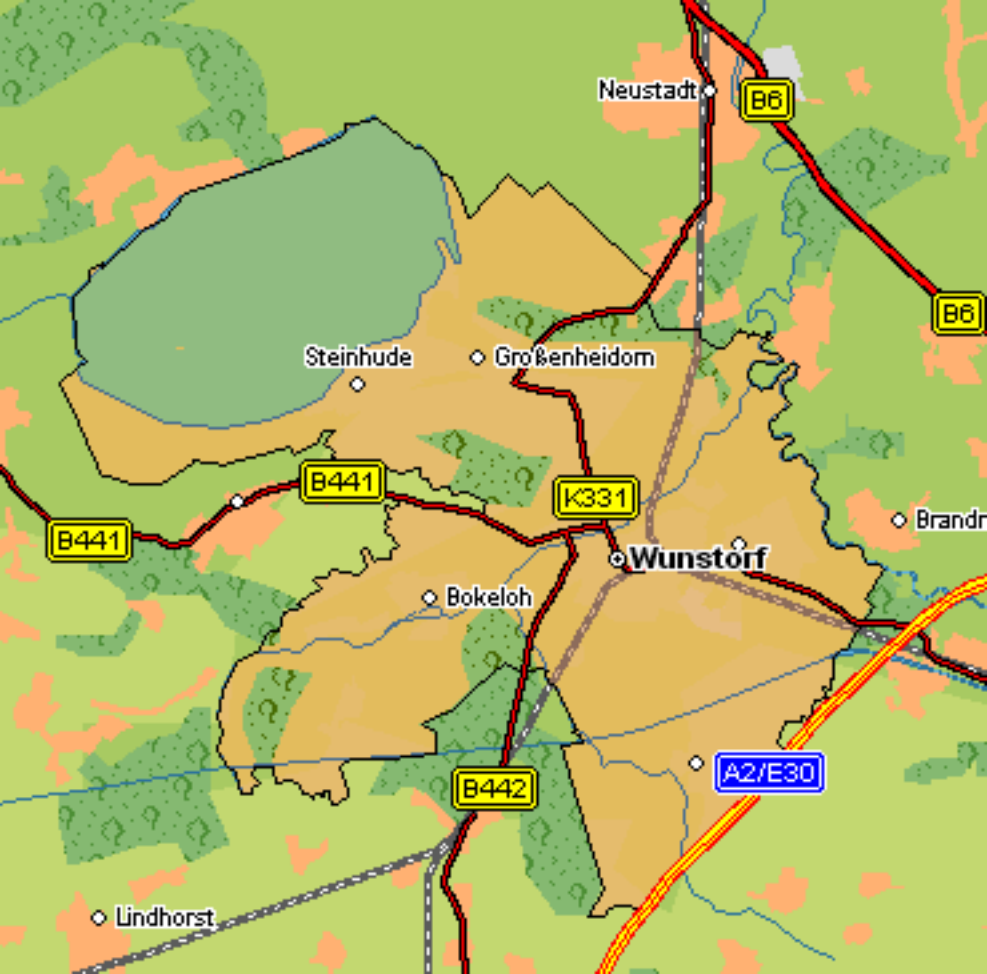 Neustadt
B6
B6
Steinhude
Großenheidorn
B441
K331
B441
Brandr
Wunstorf
Bokeloh
A2/E30
B442
Lindhorst